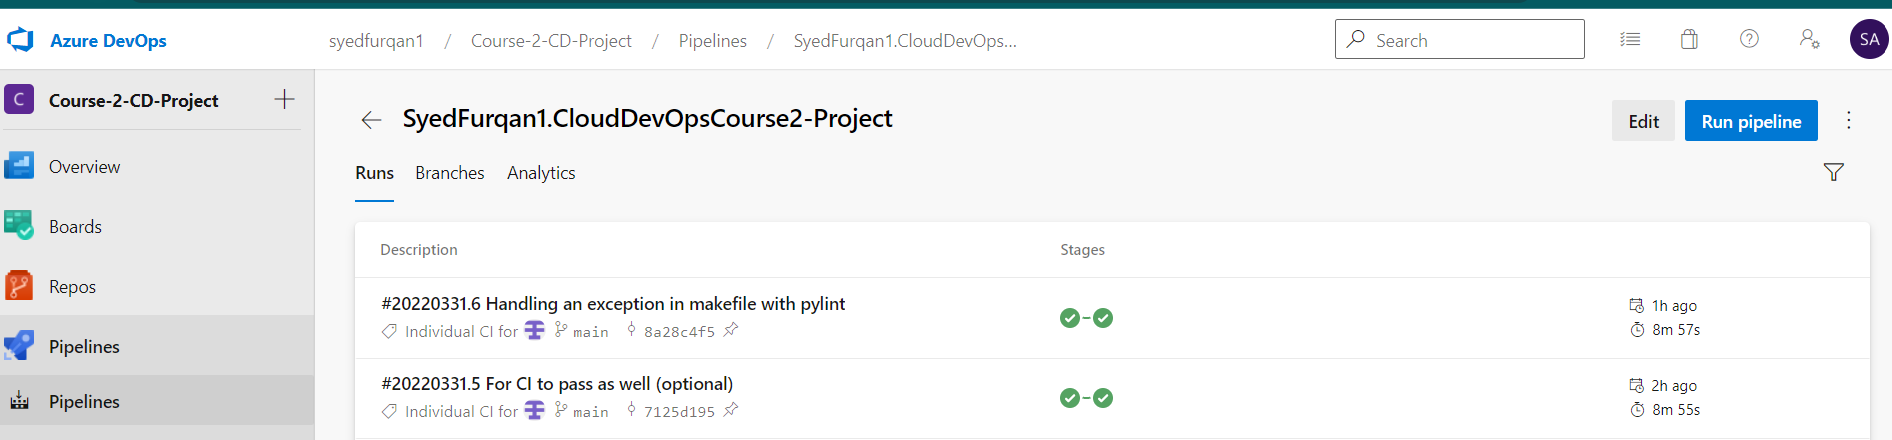 Azure DevOps
syedfurqan1 / Course-2-CD-Project / Pipelines / SyedFurqan1.CloudDevOps...
Search
SA
C Course-2-CD-Project
Overview
Boards
Repos
Pipelines
Pipelines
SyedFurqan1.CloudDevOpsCourse2-Project
Edit
Run pipeline
Runs Branches Analytics
Description Stages
#20220331.6 Handling an exception in makefile with pylint
Individual CI for main 8a28c4f5
1h ago
8m 57s
#20220331.5 For CI to pass as well (optional)
Individual CI for main 7125d195
2h ago
8m 55s